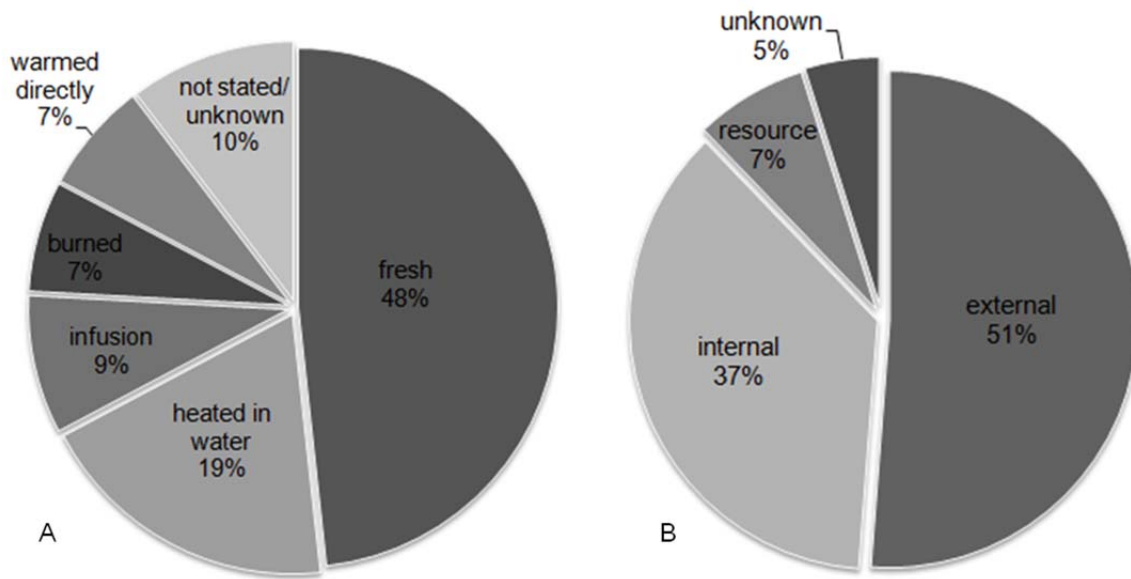 warmed
directly
7%
not stated/
unknown
10%
burned
7%
fresh
48%
infusion
9%
heated in
water
19%
A
unknown
5%
resource
7%
external
51%
internal
37%
B